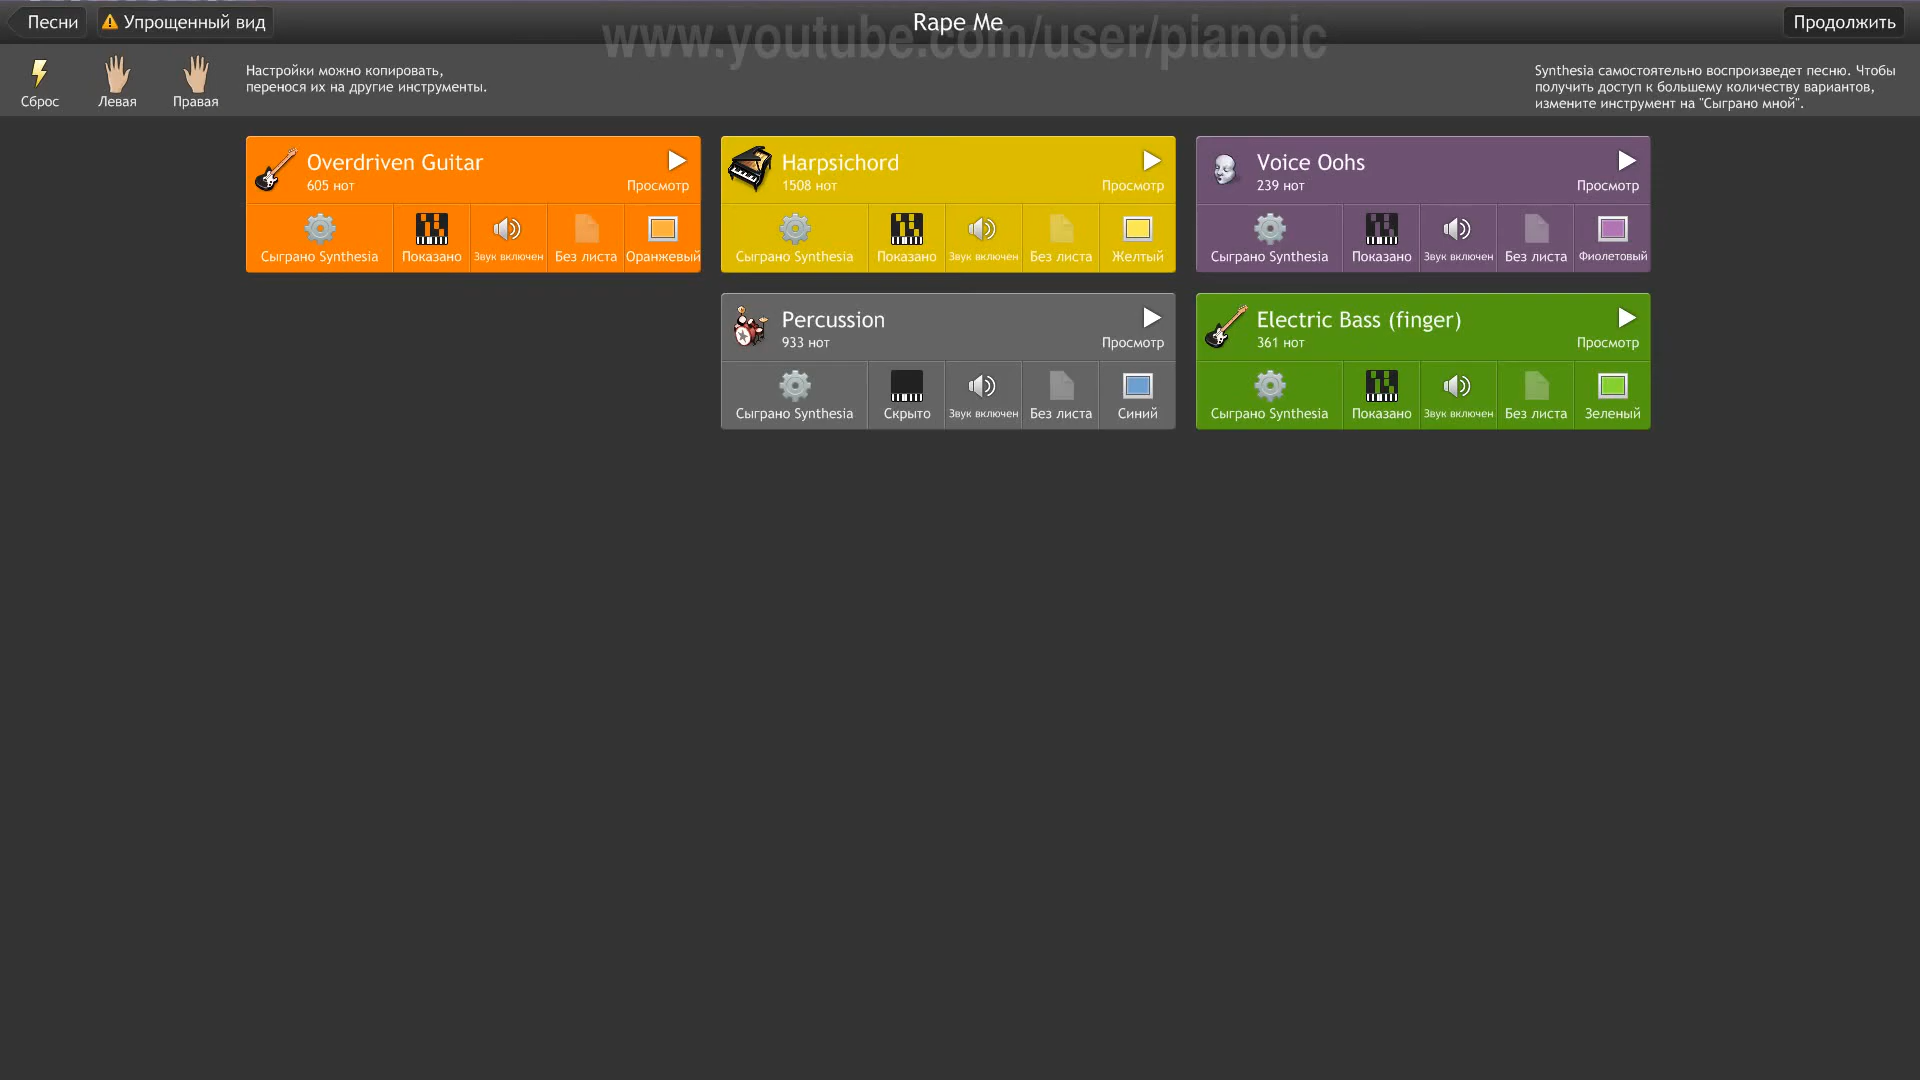 Песни
Упрощенный вид
Rape Me
www.youtube.com/user/pianoic
Продолжить
Сброс
Левая
Правая
Настройки можно копировать,
перенося их на другие инструменты.
Synthesia самостоятельно воспроизведет песню. Чтобы
получить доступ к большему количеству вариантов,
измените инструмент на "Сыграно мной".
Overdriven Guitar
605 нот
Просмотр
Сыграно Synthesia
Показано
Звук включен
Без листа
Оранжевый
Harpsichord
1508 нот
Просмотр
Сыграно Synthesia
Показано
Звук включен
Без листа
Желтый
Voice Oohs
239 нот
Просмотр
Сыграно Synthesia
Показано
Звук включен
Без листа
Фиолетовый
Percussion
933 нот
Просмотр
Сыграно Synthesia
Скрыто
Звук включен
Без листа
Синий
Electric Bass (finger)
361 нот
Просмотр
Сыграно Synthesia
Показано
Звук включен
Без листа
Зеленый